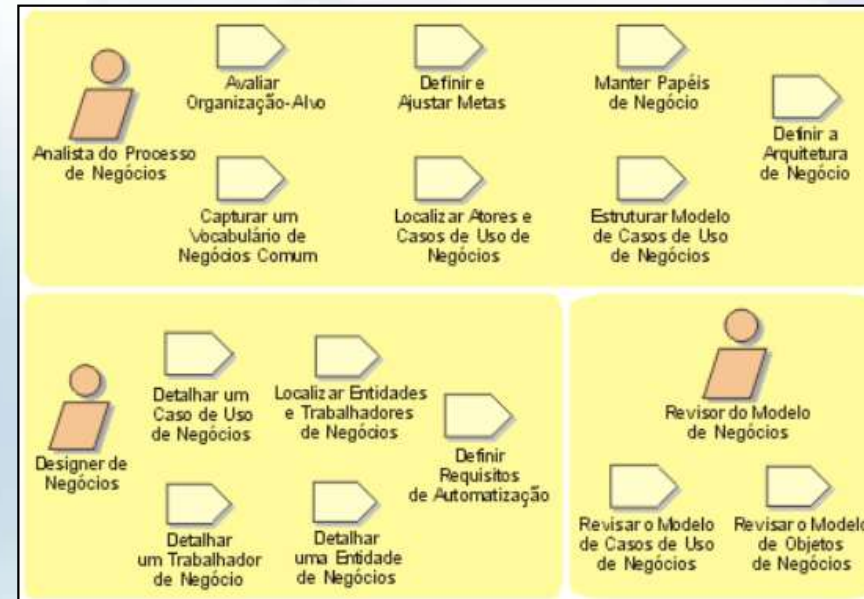 Analista do Processo
de Negócios
Avaliar
Organização-Alvo
Definir e
Ajustar Metas
Manter Papéis
de Negócio
Definir a
Arquitetura
de Negócio
Capturar um
Vocabulário de
Negócios Comum
Localizar Atores e
Casos de Uso de
Negócios
Estruturar Modelo
de Casos de Uso
de Negócios
Designer de
Negócios
Detalhar um
Caso de Uso
de Negócios
Localizar Entidades
e Trabalhadores
de Negócios
Definir
Requisitos
de Automatização
Detalhar
um Trabalhador
de Negócio
Detalhar
uma Entidade
de Negócios
Revisor do Modelo
de Negócios
Revisar o Modelo
de Casos de Uso
de Negócios
Revisar o Modelo
de Objetos
de Negócios